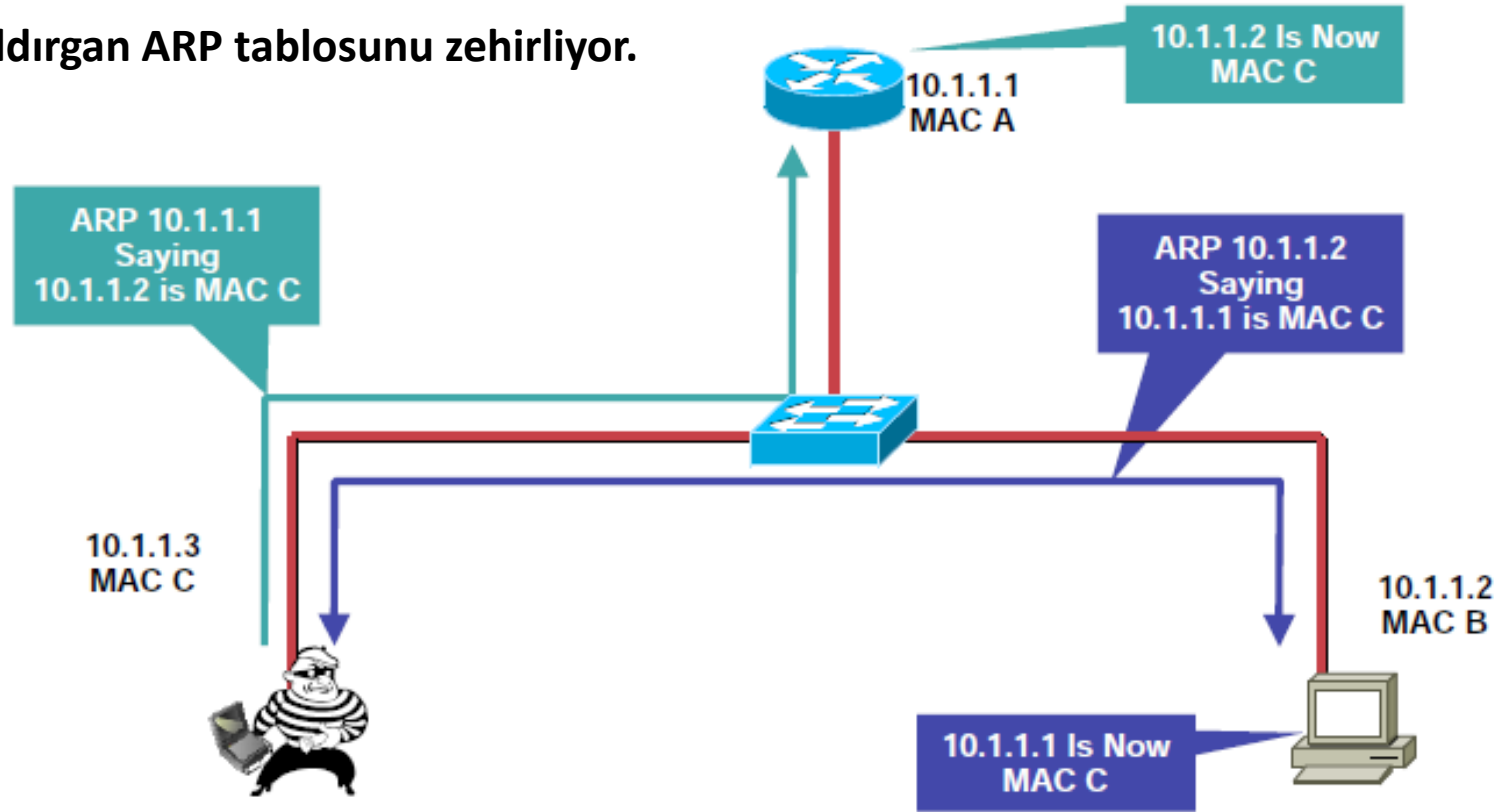 ldırgan ARP tablosunu zehirliyor.
10.1.1.2 Is Now
MAC C
10.1.1.1
MAC A
ARP 10.1.1.1
Saying
10.1.1.2 is MAC C
ARP 10.1.1.2
Saying
10.1.1.1 is MAC C
10.1.1.3
MAC C
10.1.1.2
MAC B
10.1.1.1 Is Now
MAC C